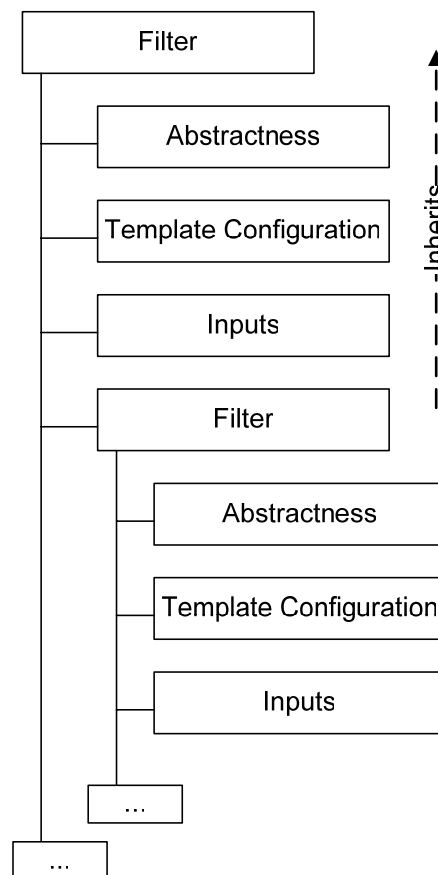 Filter
Abstractness
Template Configuration
Inputs
Inherits
Filter
Abstractness
Template Configuration
Inputs
...
...